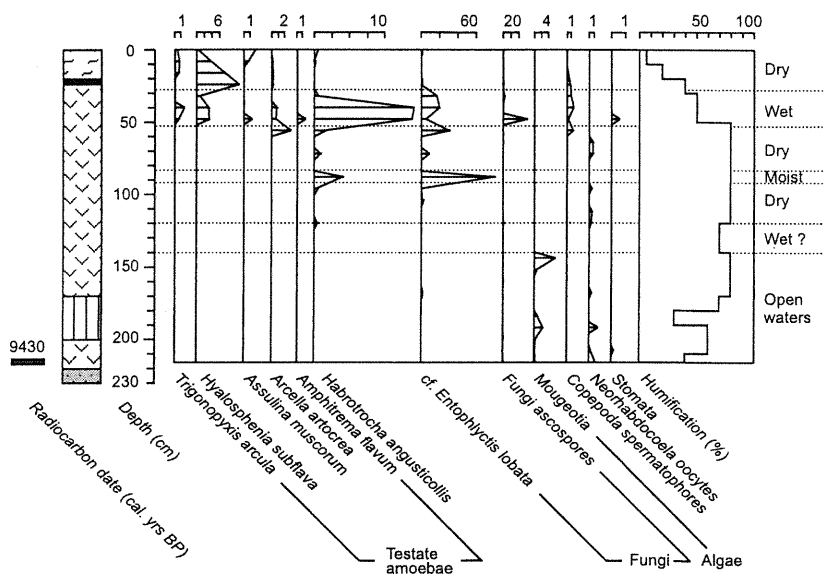 1 6 1 2 1 10 60 20 4 1 1 1 50 100
0
50
100
150
200
230
9430
Dry
Wet
Dry
Moist
Dry
Wet ?
Open
waters
Radiocarbon date (cal. yrs BP)
Depth (cm)
Trigonopyxis arcula
Hyalosphenia subflava
Assulina muscorum
Arcella artocrea
Amphitrema flavum
Habrotrocha angusticollis
cf. Entophlyctis lobata
Fungi ascospores
Mougeotia
Copepoda spermatophores
Neorhabdocoela oocytes
Stomata
Humification (%)
Testate
amoebae
Fungi
Algae